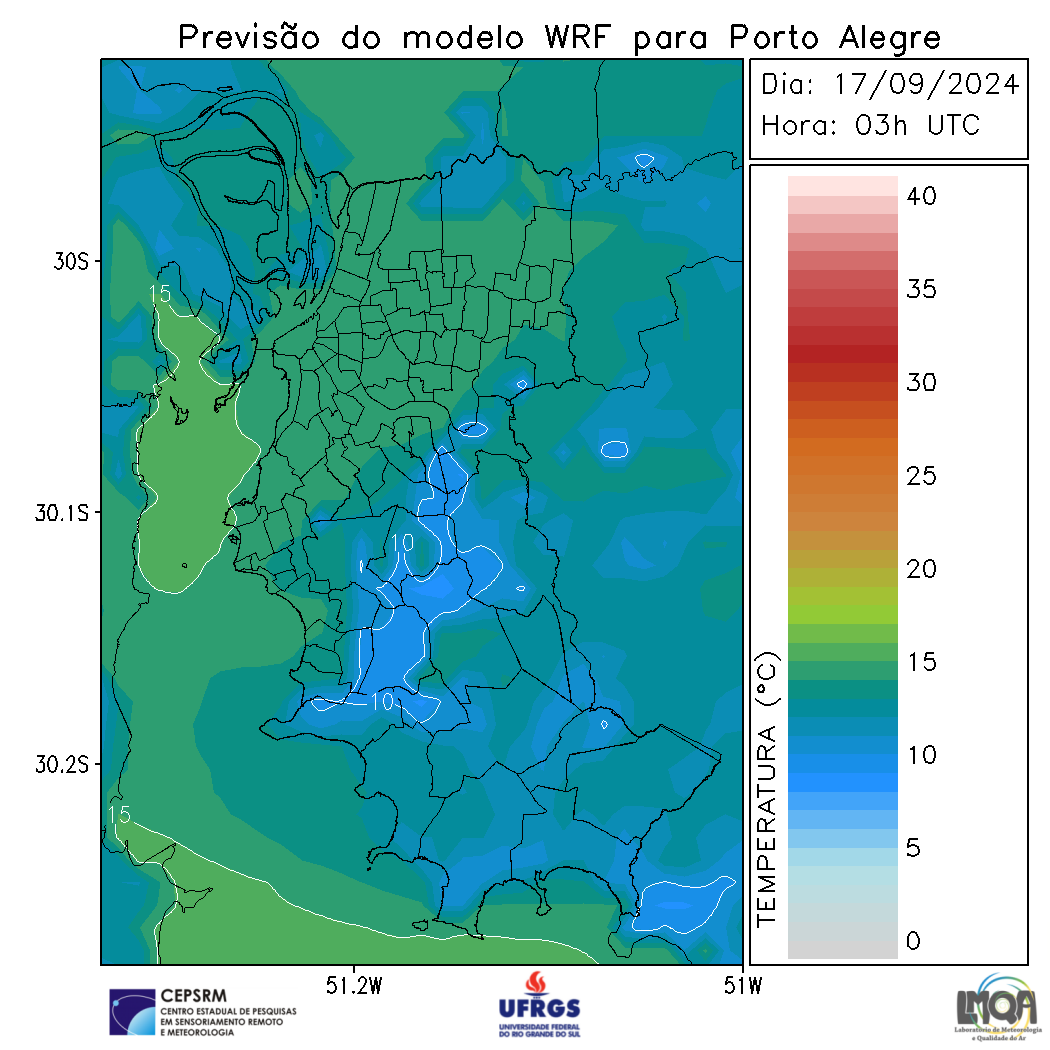 Previsão do modelo WRF para Porto Alegre
Dia: 17/09/2024
Hora: 03h UTC
40
35
30
25
20
15
10
5
0
TEMPERATURA (°C)
30S
30.1S
30.2S
51.2W
51W
15
10
10
15
CEPSRM
CENTRO ESTADUAL DE PESQUISAS
EM SENSORIAMENTO REMOTO
E METEOROLOGIA
UFRGS
UNIVERSIDADE FEDERAL
DO RIO GRANDE DO SUL
LMQA
Laboratório de Meteorologia
e Qualidade do Ar